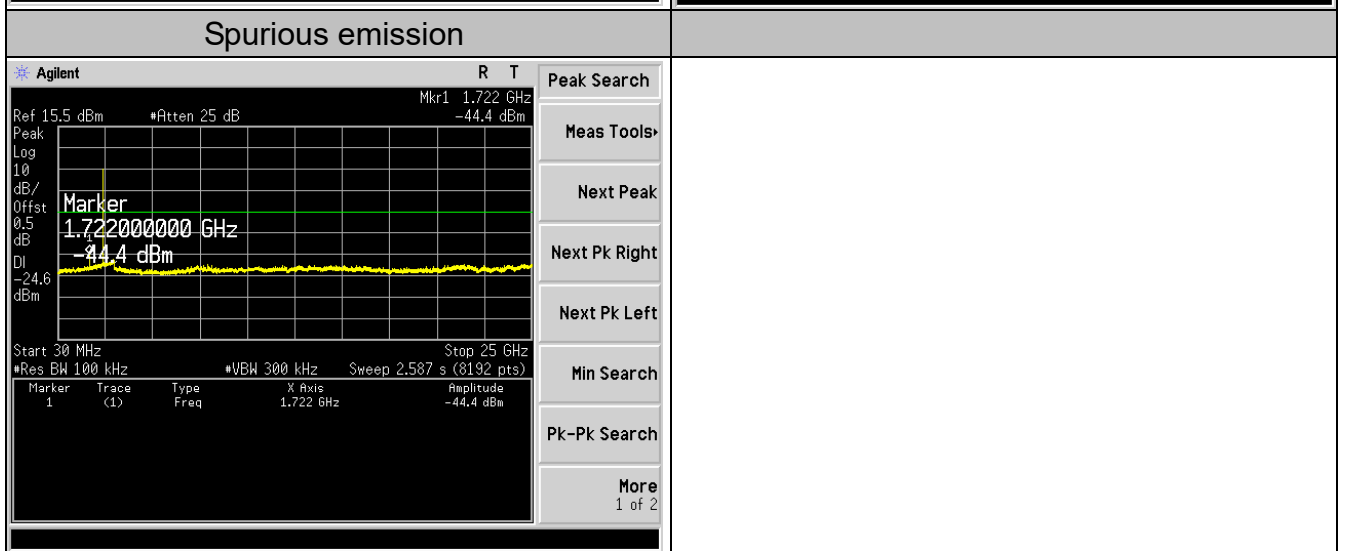 Spurious emission
Agilent R T
Mkr1 1.722 GHz
Ref 15.5 dBm #Atten 25 dB -44.4 dBm
Peak
Log
10
dB/
Offst
0.5
dB
DI
-24.6
dBm
Marker
1.722000000 GHz
-44.4 dBm
1
Start 30 MHz Stop 25 GHz
#Res BW 100 kHz #VBW 300 kHz Sweep 2.587 s (8192 pts)
Marker Trace Type X Axis Amplitude
1 (1) Freq 1.722 GHz -44.4 dBm
Peak Search
Meas Tools
Next Peak
Next Pk Right
Next Pk Left
Min Search
Pk-Pk Search
More
1 of 2